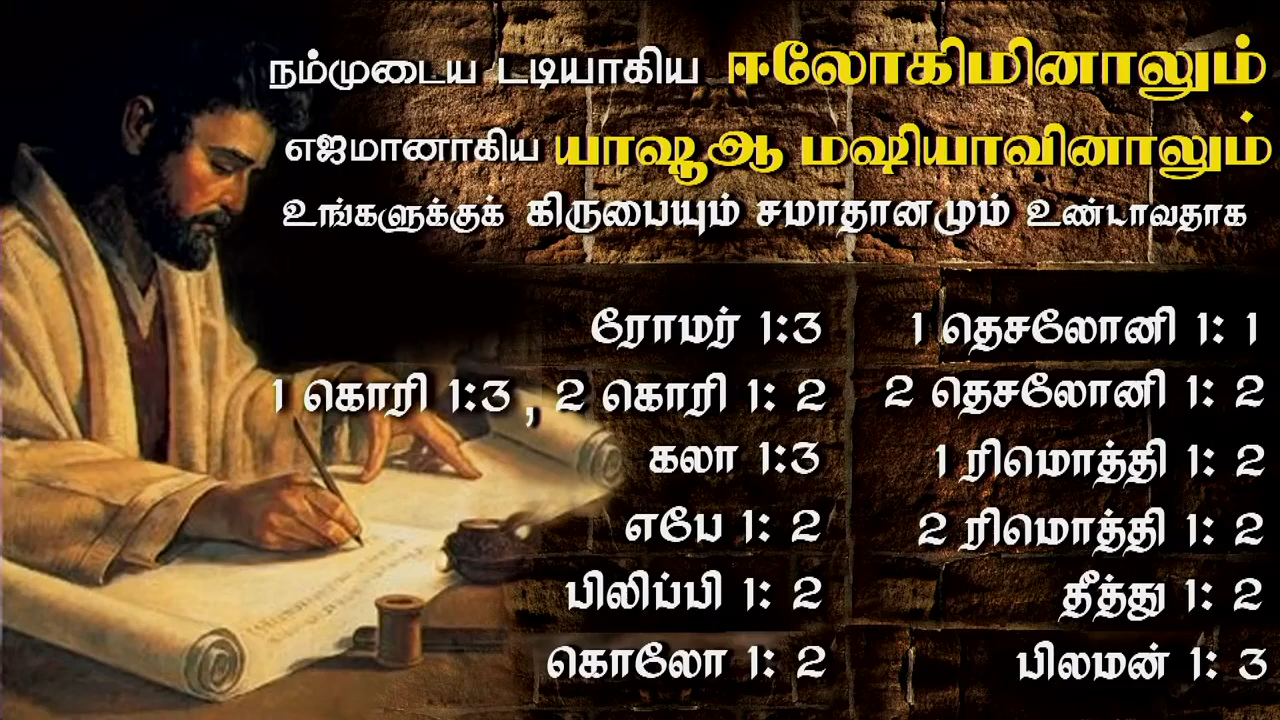 நம்முடைய டடியாகிய ஈலோகிமினாலும்
எஜமானாகிய யாஷூஆ மஷியாவினாலும்
உங்களுக்குக் கிருபையும் சமாதானமும் உண்டாவதாக
ரோமர் 1:3
1 கொரி 1:3 , 2 கொரி 1: 2
கலா 1:3
எபே 1: 2
பிலிப்பி 1: 2
கொலோ 1: 2
1 தெசலோனி 1: 1
2 தெசலோனி 1: 2
1 ரிமொத்தி 1: 2
2 ரிமொத்தி 1: 2
தீத்து 1: 2
பிலமன் 1: 3